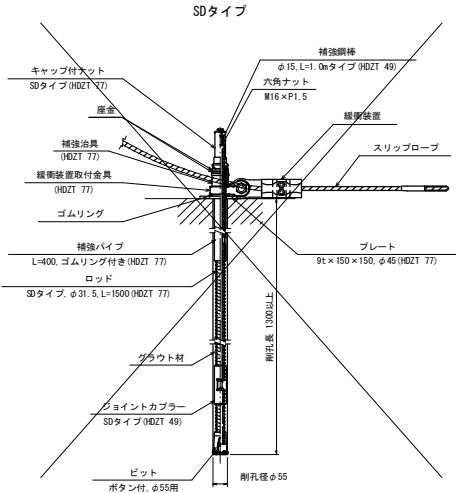 SDタイプ
補強鋼棒
φ15,L=1.0mタイプ(HDZT 49)
キャップ付ナット
SDタイプ(HDZT 77)
六角ナット
M16×P1.5
座金
緩衝装置
補強治具
(HDZT 77)
スリップロープ
緩衝装置取付金具
(HDZT 77)
ゴムリング
補強パイプ
L=400,ゴムリング付き(HDZT 77)
プレート
9t×150×150,φ45(HDZT 77)
ロッド
SDタイプ,φ31.5,L=1500(HDZT 77)
削孔長 1300以上
グラウト材
ジョイントカプラー
SDタイプ(HDZT 49)
ビット
ボタン付,φ55用
削孔径φ55